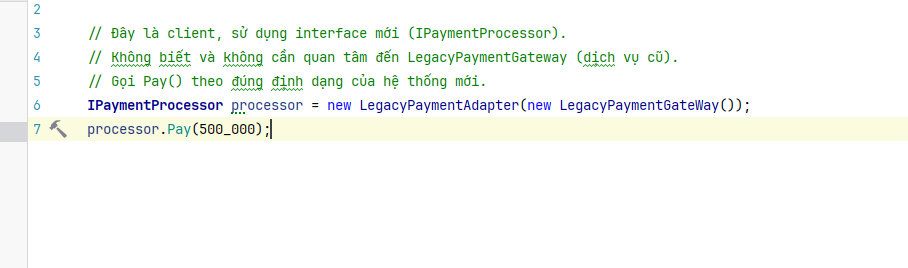 2
3 // Đây là client, sử dụng interface mới (IPaymentProcessor).
4 // Không biết và không cần quan tâm đến LegacyPaymentGateway (dịch vụ cũ).
5 // Gọi Pay() theo đúng định dạng của hệ thống mới.
6 IPaymentProcessor processor = new LegacyPaymentAdapter(new LegacyPaymentGateWay());
7 processor.Pay(500_000);